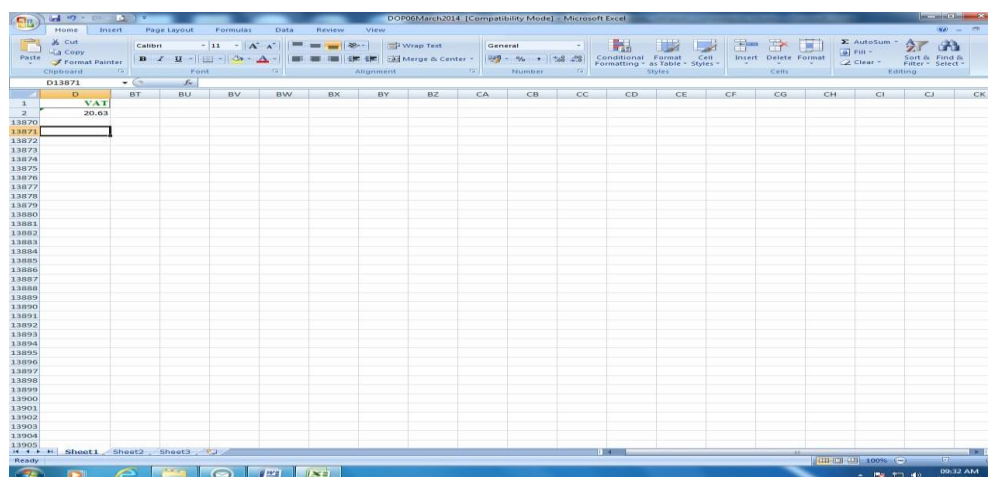 DOP06March2014 [Compatibility Mode] - Microsoft Excel
Home Insert Page Layout Formulas Data Review View
Paste
Cut
Copy
Format Painter
Clipboard
Calibri 11
B I U
Font
Wrap Text
Merge & Center
Alignment
General
Number
Conditional Formatting
Format as Table
Cell Styles
Styles
Insert Delete Format
Cells
AutoSum
Fill
Clear
Sort & Filter
Find & Select
Editing
D13871 fx
D BT BU BV BW BX BY BZ CA CB CC CD CE CF CG CH CI CJ CK
1 VAT
2 20.63
13870
13871
13872
13873
13874
13875
13876
13877
13878
13879
13880
13881
13882
13883
13884
13885
13886
13887
13888
13889
13890
13891
13892
13893
13894
13895
13896
13897
13898
13899
13900
13901
13902
13903
13904
13905
Sheet1 Sheet2 Sheet3
Ready 100%
09:32 AM